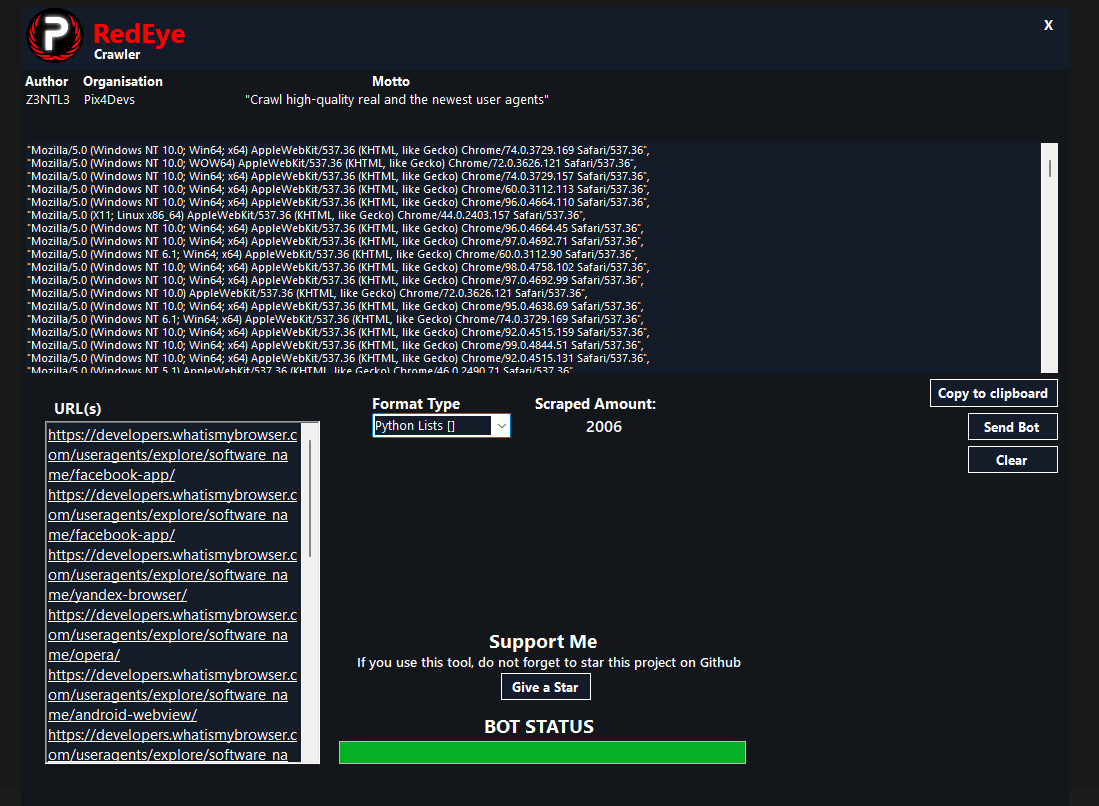 P
RedEye
Crawler
X
Author Organisation Motto
Z3NTL3 Pix4Devs "Crawl high-quality real and the newest user agents"
"Mozilla/5.0 (Windows NT 10.0; Win64; x64) AppleWebKit/537.36 (KHTML, like Gecko) Chrome/74.0.3729.169 Safari/537.36",
"Mozilla/5.0 (Windows NT 10.0; WOW64) AppleWebKit/537.36 (KHTML, like Gecko) Chrome/72.0.3626.121 Safari/537.36",
"Mozilla/5.0 (Windows NT 10.0; Win64; x64) AppleWebKit/537.36 (KHTML, like Gecko) Chrome/74.0.3729.157 Safari/537.36",
"Mozilla/5.0 (Windows NT 10.0; Win64; x64) AppleWebKit/537.36 (KHTML, like Gecko) Chrome/60.0.3112.113 Safari/537.36",
"Mozilla/5.0 (Windows NT 10.0; Win64; x64) AppleWebKit/537.36 (KHTML, like Gecko) Chrome/96.0.4664.110 Safari/537.36",
"Mozilla/5.0 (X11; Linux x86_64) AppleWebKit/537.36 (KHTML, like Gecko) Chrome/44.0.2403.157 Safari/537.36",
"Mozilla/5.0 (Windows NT 10.0; Win64; x64) AppleWebKit/537.36 (KHTML, like Gecko) Chrome/96.0.4664.45 Safari/537.36",
"Mozilla/5.0 (Windows NT 10.0; Win64; x64) AppleWebKit/537.36 (KHTML, like Gecko) Chrome/97.0.4692.71 Safari/537.36",
"Mozilla/5.0 (Windows NT 6.1; Win64; x64) AppleWebKit/537.36 (KHTML, like Gecko) Chrome/60.0.3112.90 Safari/537.36",
"Mozilla/5.0 (Windows NT 10.0; Win64; x64) AppleWebKit/537.36 (KHTML, like Gecko) Chrome/98.0.4758.102 Safari/537.36",
"Mozilla/5.0 (Windows NT 10.0; Win64; x64) AppleWebKit/537.36 (KHTML, like Gecko) Chrome/97.0.4692.99 Safari/537.36",
"Mozilla/5.0 (Windows NT 10.0) AppleWebKit/537.36 (KHTML, like Gecko) Chrome/72.0.3626.121 Safari/537.36",
"Mozilla/5.0 (Windows NT 10.0; Win64; x64) AppleWebKit/537.36 (KHTML, like Gecko) Chrome/95.0.4638.69 Safari/537.36",
"Mozilla/5.0 (Windows NT 6.1; Win64; x64) AppleWebKit/537.36 (KHTML, like Gecko) Chrome/74.0.3729.169 Safari/537.36",
"Mozilla/5.0 (Windows NT 10.0; Win64; x64) AppleWebKit/537.36 (KHTML, like Gecko) Chrome/92.0.4515.159 Safari/537.36",
"Mozilla/5.0 (Windows NT 10.0; Win64; x64) AppleWebKit/537.36 (KHTML, like Gecko) Chrome/99.0.4844.51 Safari/537.36",
"Mozilla/5.0 (Windows NT 10.0; Win64; x64) AppleWebKit/537.36 (KHTML, like Gecko) Chrome/92.0.4515.131 Safari/537.36",
"Mozilla/5.0 (Windows NT 5.1) AppleWebKit/537.36 (KHTML, like Gecko) Chrome/46.0.2490.71 Safari/537.36",
Copy to clipboard
Send Bot
Clear
Format Type
Python Lists []
Scraped Amount:
2006
URL(s)
https://developers.whatismybrowser.c
om/useragents/explore/software_na
me/facebook-app/
https://developers.whatismybrowser.c
om/useragents/explore/software_na
me/facebook-app/
https://developers.whatismybrowser.c
om/useragents/explore/software_na
me/yandex-browser/
https://developers.whatismybrowser.c
om/useragents/explore/software_na
me/opera/
https://developers.whatismybrowser.c
om/useragents/explore/software_na
me/android-webview/
https://developers.whatismybrowser.c
om/useragents/explore/software_na
Support Me
If you use this tool, do not forget to star this project on Github
Give a Star
BOT STATUS